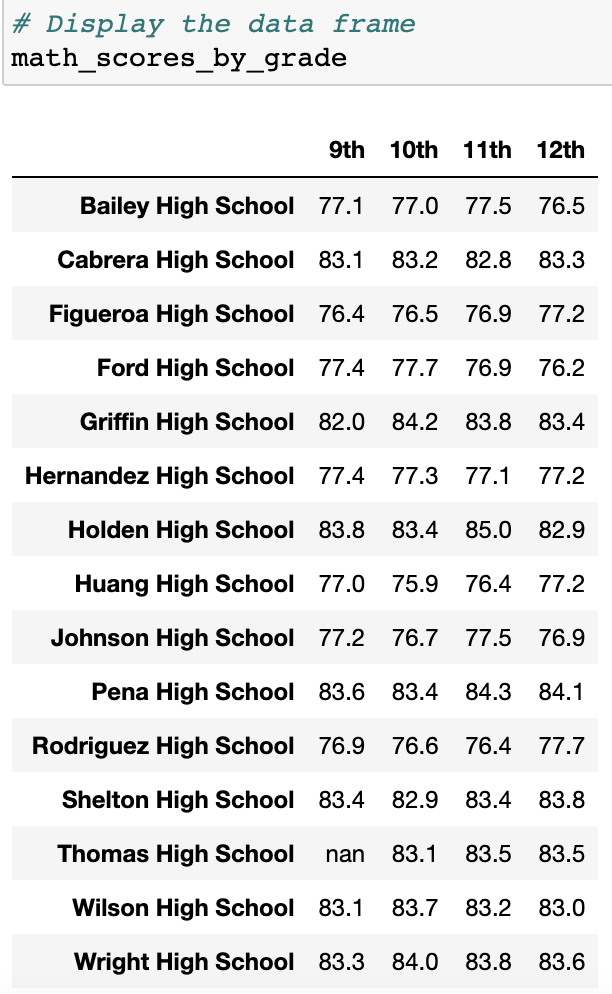 # Display the data frame
math_scores_by_grade
9th 10th 11th 12th
Bailey High School 77.1 77.0 77.5 76.5
Cabrera High School 83.1 83.2 82.8 83.3
Figueroa High School 76.4 76.5 76.9 77.2
Ford High School 77.4 77.7 76.9 76.2
Griffin High School 82.0 84.2 83.8 83.4
Hernandez High School 77.4 77.3 77.1 77.2
Holden High School 83.8 83.4 85.0 82.9
Huang High School 77.0 75.9 76.4 77.2
Johnson High School 77.2 76.7 77.5 76.9
Pena High School 83.6 83.4 84.3 84.1
Rodriguez High School 76.9 76.6 76.4 77.7
Shelton High School 83.4 82.9 83.4 83.8
Thomas High School nan 83.1 83.5 83.5
Wilson High School 83.1 83.7 83.2 83.0
Wright High School 83.3 84.0 83.8 83.6